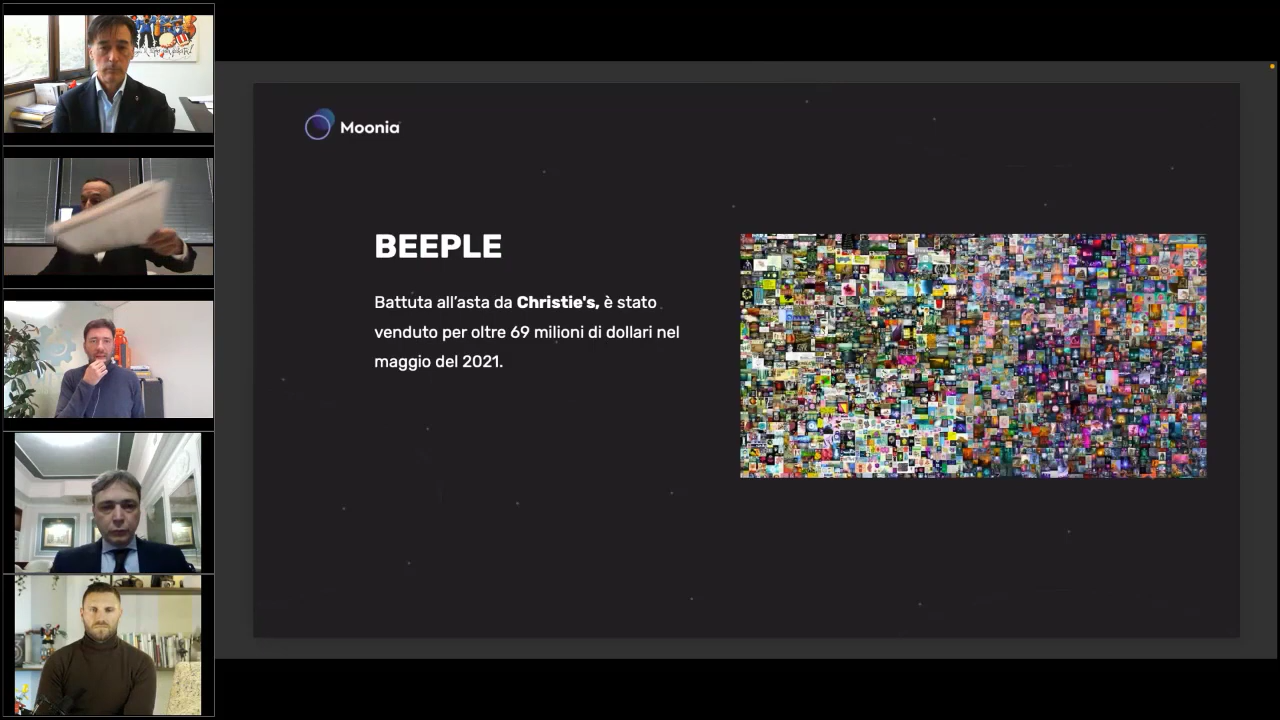 Moonia
BEEPLE
Battuta all'asta da Christie's, è stato
venduto per oltre 69 milioni di dollari nel
maggio del 2021.